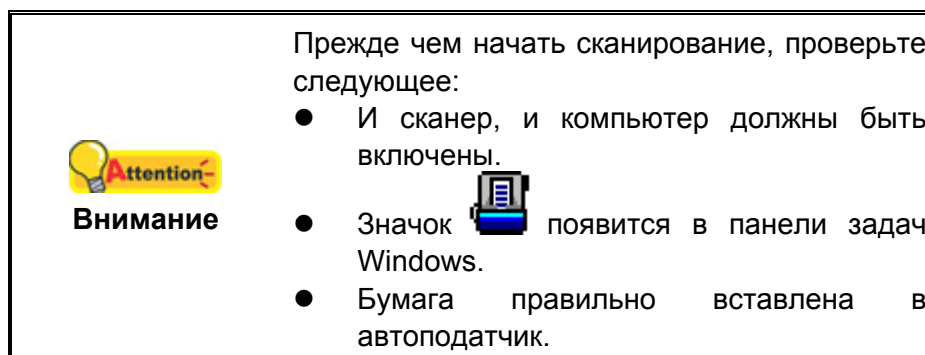 Прежде чем начать сканирование, проверьте
следующее:
● И сканер, и компьютер должны быть
включены.
Attention
Внимание
● Значок появится в панели задач
Windows.
● Бумага правильно вставлена в
автоподатчик.